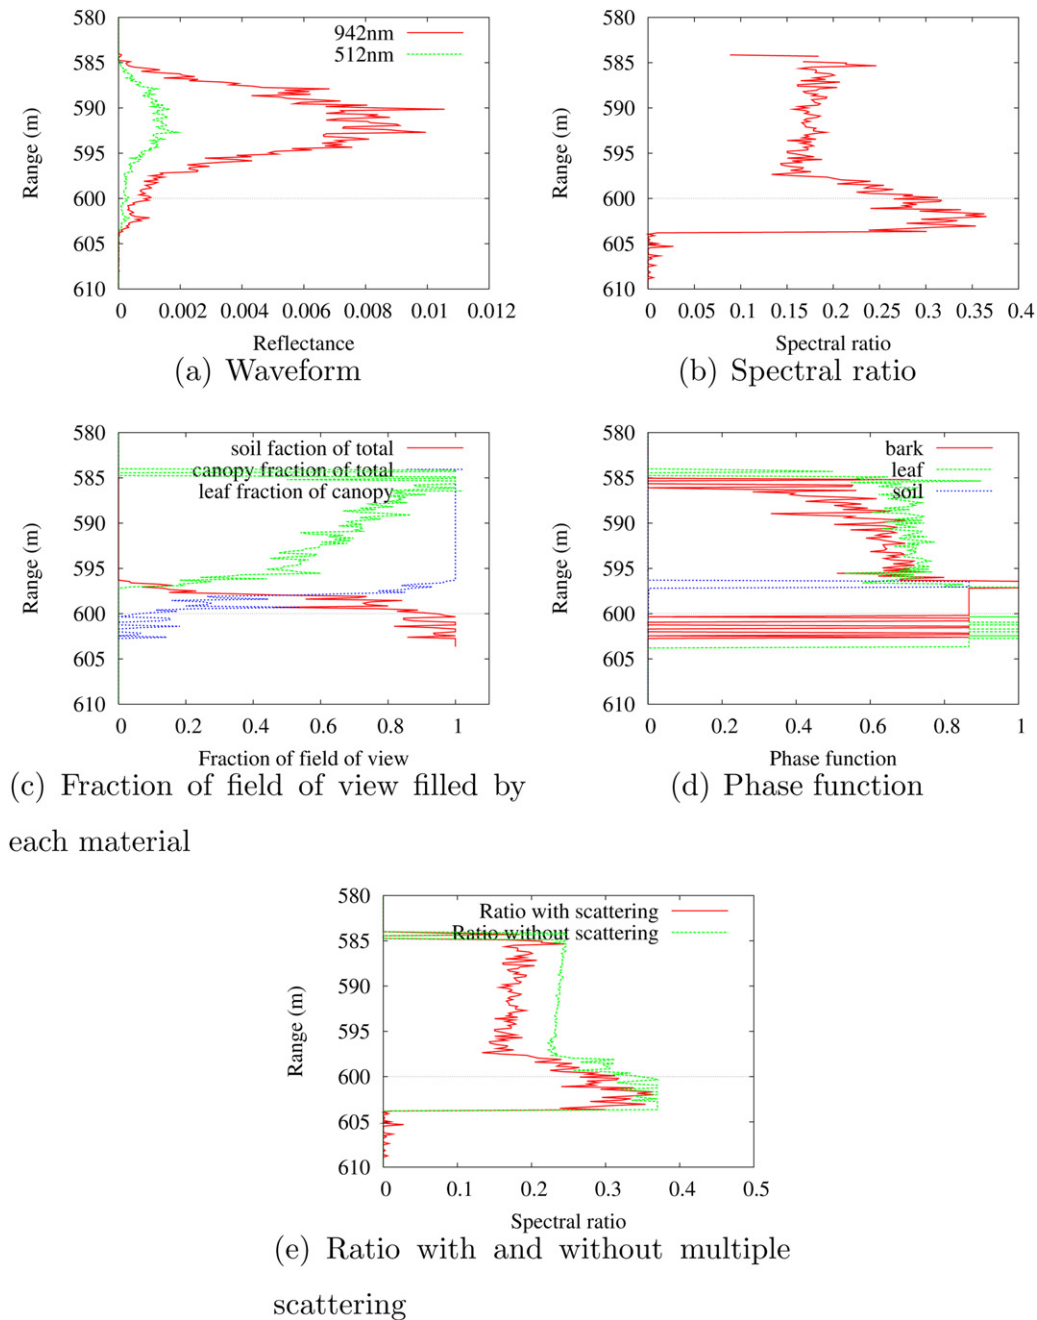 580
585
590
595
600
605
610
Range (m)
942nm
512nm
0 0.002 0.004 0.006 0.008 0.01 0.012
Reflectance
(a) Waveform
580
585
590
595
600
605
610
Range (m)
0 0.05 0.1 0.15 0.2 0.25 0.3 0.35 0.4
Spectral ratio
(b) Spectral ratio
580
585
590
595
600
605
610
Range (m)
soil faction of total
canopy fraction of total
leaf fraction of canopy
0 0.2 0.4 0.6 0.8 1
Fraction of field of view
(c) Fraction of field of view filled by
each material
580
585
590
595
600
605
610
Range (m)
bark
leaf
soil
0 0.2 0.4 0.6 0.8 1
Phase function
(d) Phase function
580
585
590
595
600
605
610
Range (m)
Ratio with scattering
Ratio without scattering
0 0.1 0.2 0.3 0.4 0.5
Spectral ratio
(e) Ratio with and without multiple
scattering